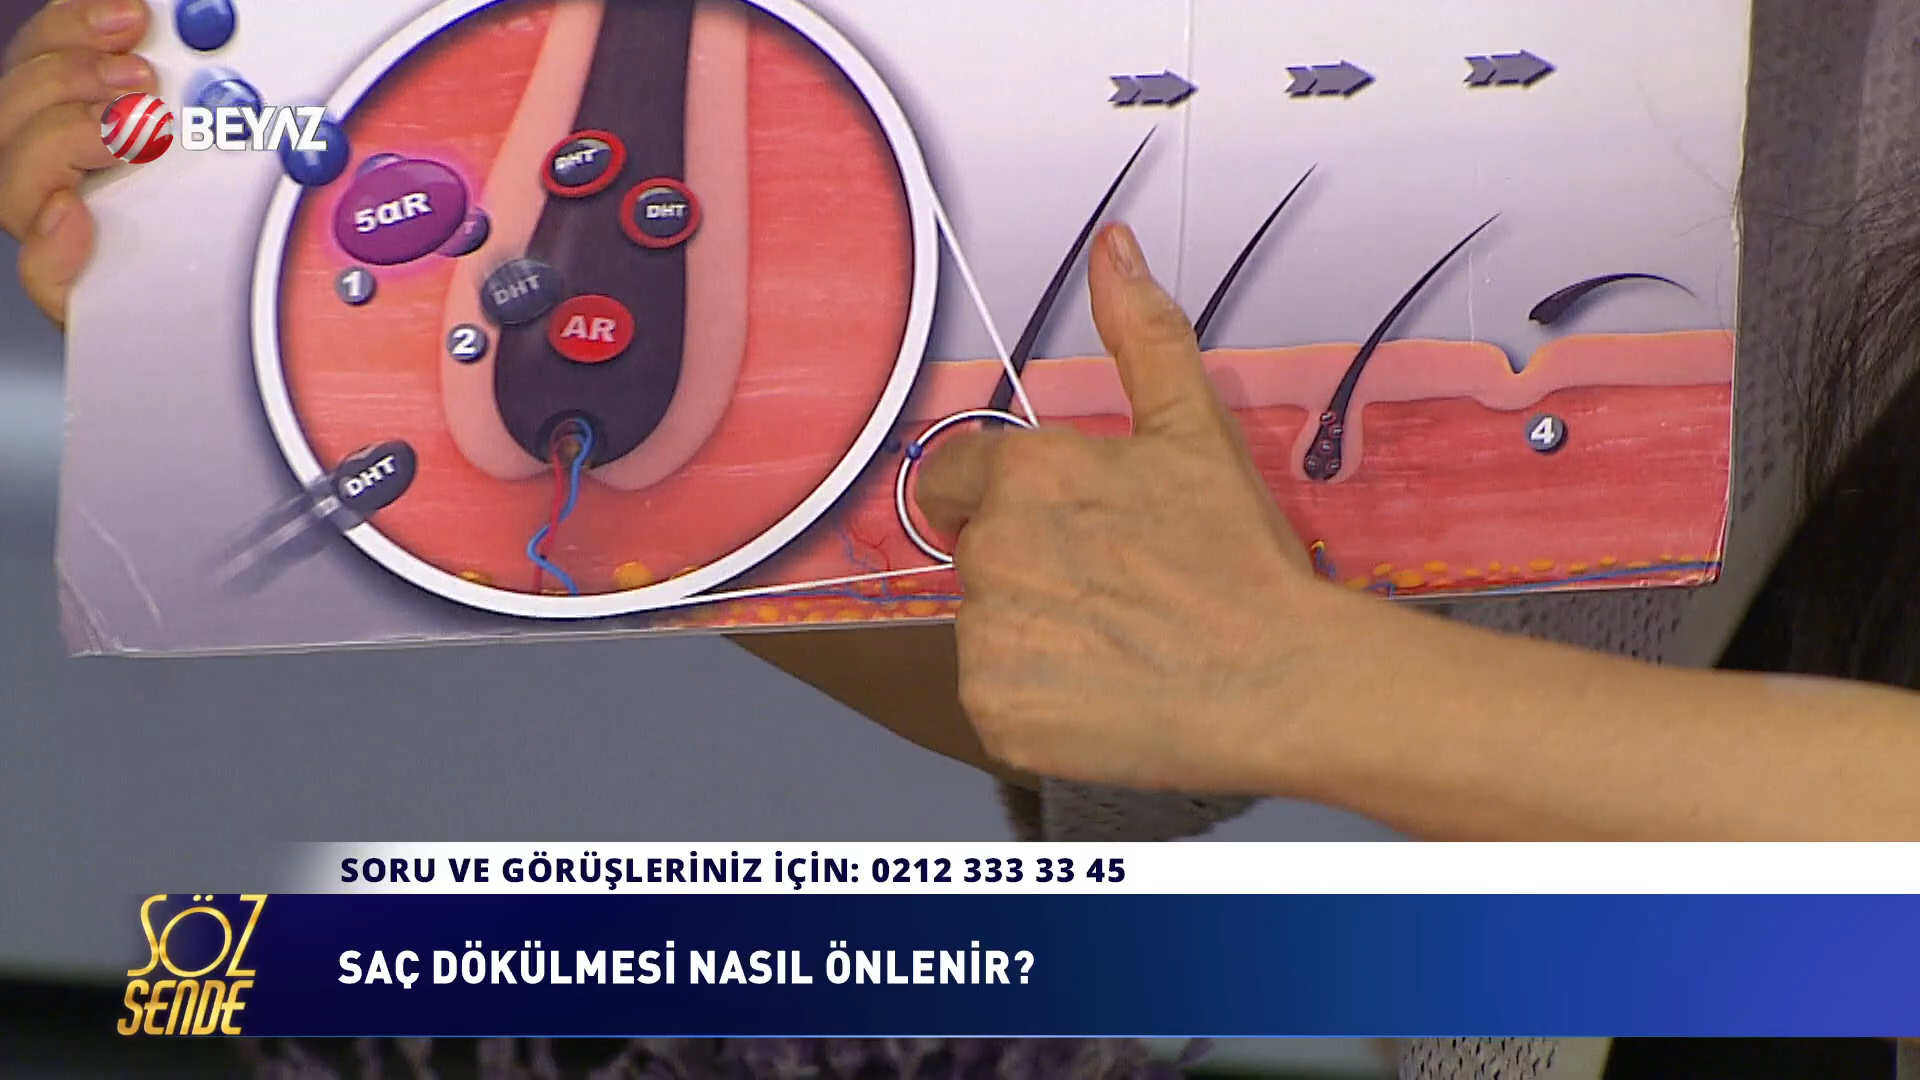 BEYAZ
T
5αR
T
DHT
DHT
1
DHT
AR
2
4
DHT
SORU VE GÖRÜŞLERİNİZ İÇİN: 0212 333 33 45
SÖZ
SENDE
SAÇ DÖKÜLMESİ NASIL ÖNLENİR?